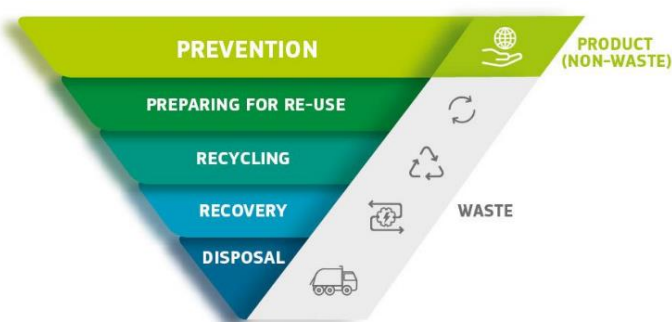 PREVENTION
PRODUCT
(NON-WASTE)
PREPARING FOR RE-USE
RECYCLING
RECOVERY
WASTE
DISPOSAL